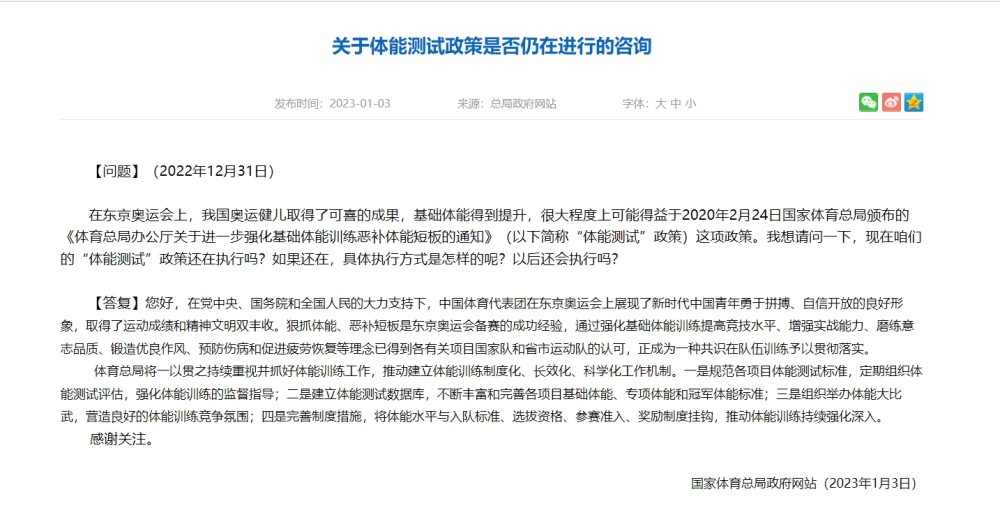 关于体能测试政策是否仍在进行的咨询
发布时间：2023-01-03 来源：总局政府网站 字体：大 中 小
【问题】（2022年12月31日）
在东京奥运会上，我国奥运健儿取得了可喜的成果，基础体能得到提升，很大程度上可能得益于2020年2月24日国家体育总局颁布的
《体育总局办公厅关于进一步强化基础体能训练恶补体能短板的通知》（以下简称“体能测试”政策）这项政策。我想请问一下，现在咱们
的“体能测试”政策还在执行吗？如果还在，具体执行方式是怎样的呢？以后还会执行吗？
【答复】您好，在党中央、国务院和全国人民的大力支持下，中国体育代表团在东京奥运会上展现了新时代中国青年勇于拼搏、自信开放的良好形
象，取得了运动成绩和精神文明双丰收。狠抓体能、恶补短板是东京奥运会备赛的成功经验，通过强化基础体能训练提高竞技水平、增强实战能力、磨练意
志品质、锻造优良作风、预防伤病和促进疲劳恢复等理念已得到各有关项目国家队和省市运动队的认可，正成为一种共识在队伍训练予以贯彻落实。
体育总局将一以贯之持续重视并抓好体能训练工作，推动建立体能训练制度化、长效化、科学化工作机制。一是规范各项目体能测试标准，定期组织体
能测试评估，强化体能训练的监督指导；二是建立体能测试数据库，不断丰富和完善各项目基础体能、专项体能和冠军体能标准；三是组织举办体能大比
武，营造良好的体能训练竞争氛围；四是完善制度措施，将体能水平与入队标准、选拔资格、参赛准入、奖励制度挂钩，推动体能训练持续强化深入。
感谢关注。
国家体育总局政府网站（2023年1月3日）